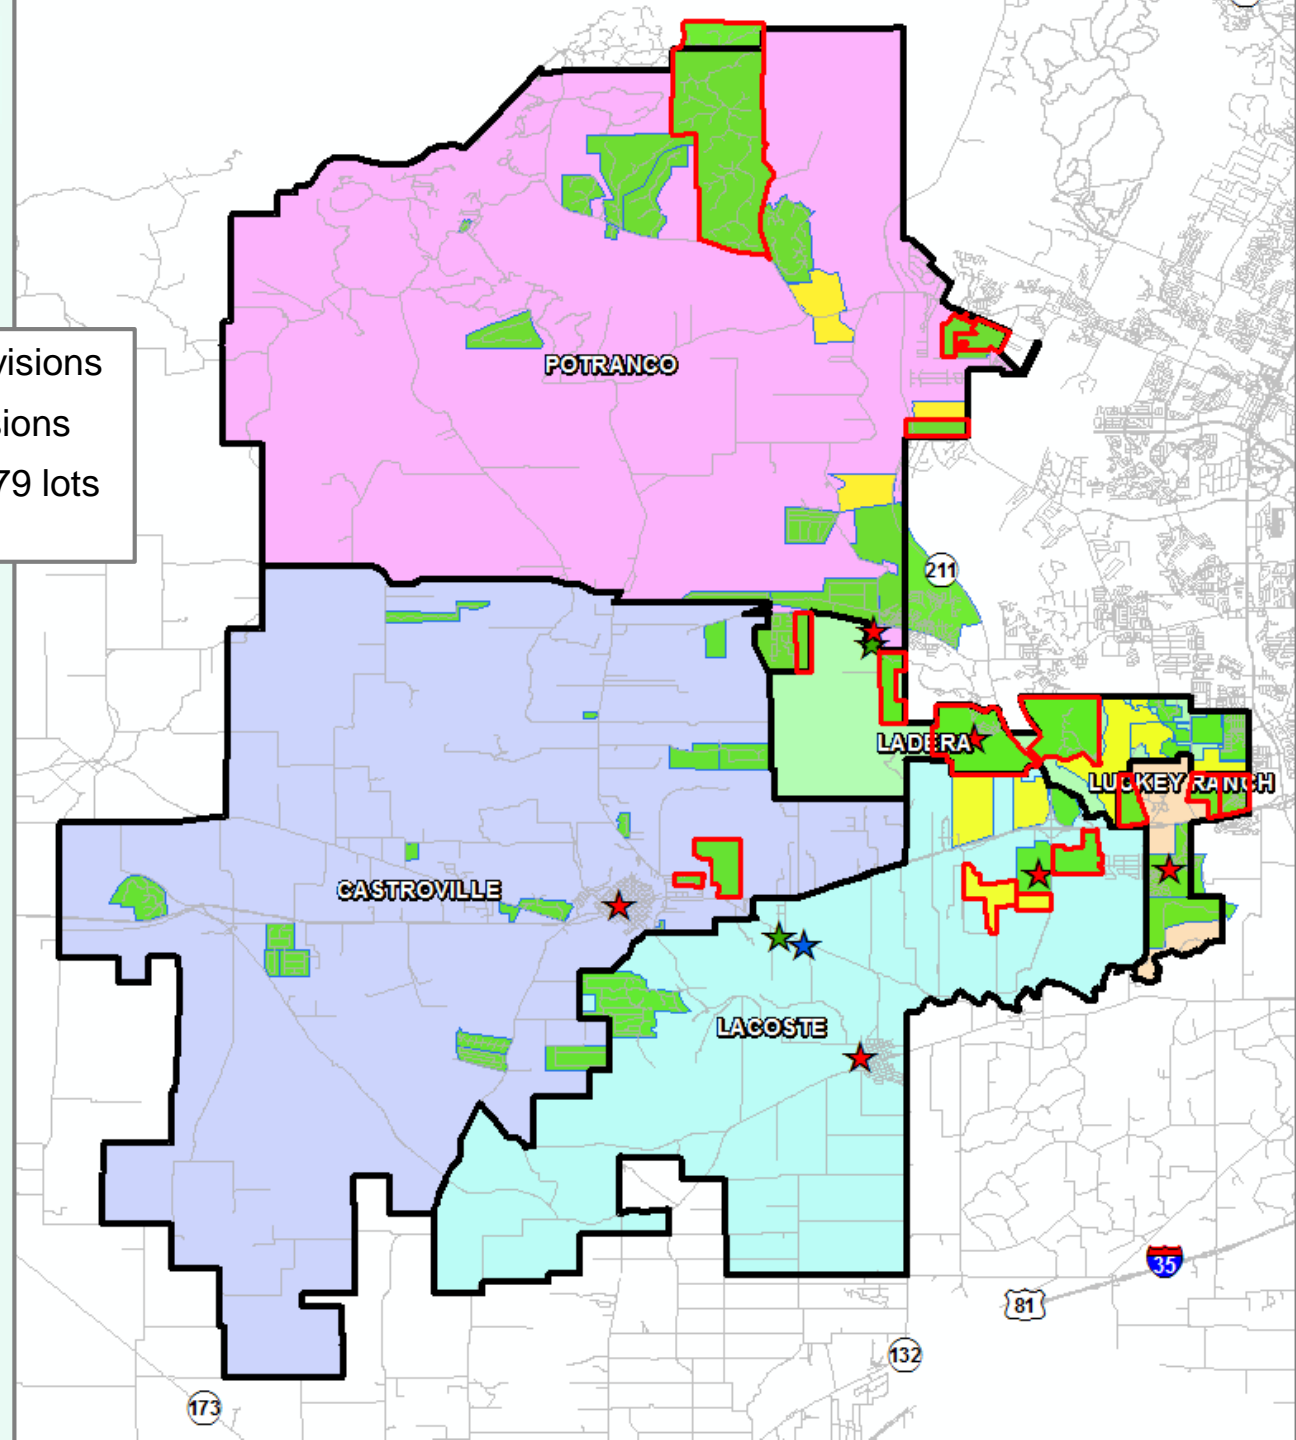 visions
sions
79 lots
POTRANCO
211
LADERA
LUCKEY RANCH
CASTROVILLE
LACOSTE
35
81
132
173